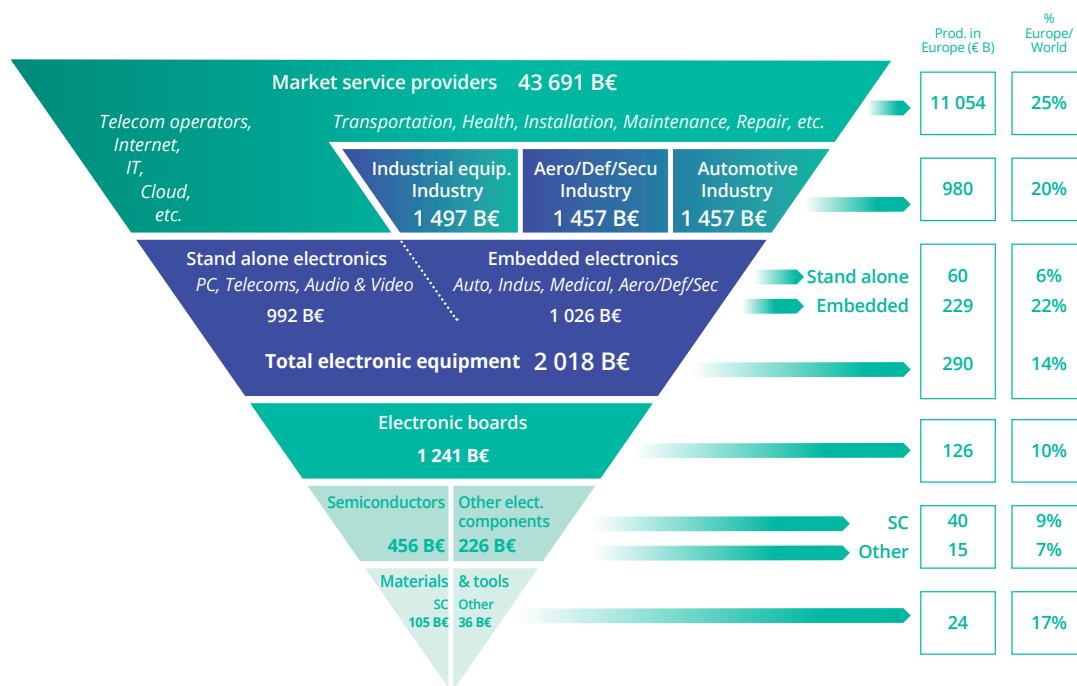 %
Prod. in
Europe (€ B)
Europe/
World
Market service providers 43 691 B€
11 054
25%
Telecom operators,
Internet,
IT,
Cloud,
etc.
Transportation, Health, Installation, Maintenance, Repair, etc.
Industrial equip.
Industry
1 497 B€
Aero/Def/Secu
Industry
1 457 B€
Automotive
Industry
1 457 B€
980
20%
Stand alone electronics
PC, Telecoms, Audio & Video
992 B€
Embedded electronics
Auto, Indus, Medical, Aero/Def/Sec
1 026 B€
Stand alone
60
6%
Embedded
229
22%
Total electronic equipment 2 018 B€
290
14%
Electronic boards
1 241 B€
126
10%
Semiconductors
456 B€
Other elect.
components
226 B€
SC
40
9%
Other
15
7%
Materials & tools
SC
105 B€
Other
36 B€
24
17%